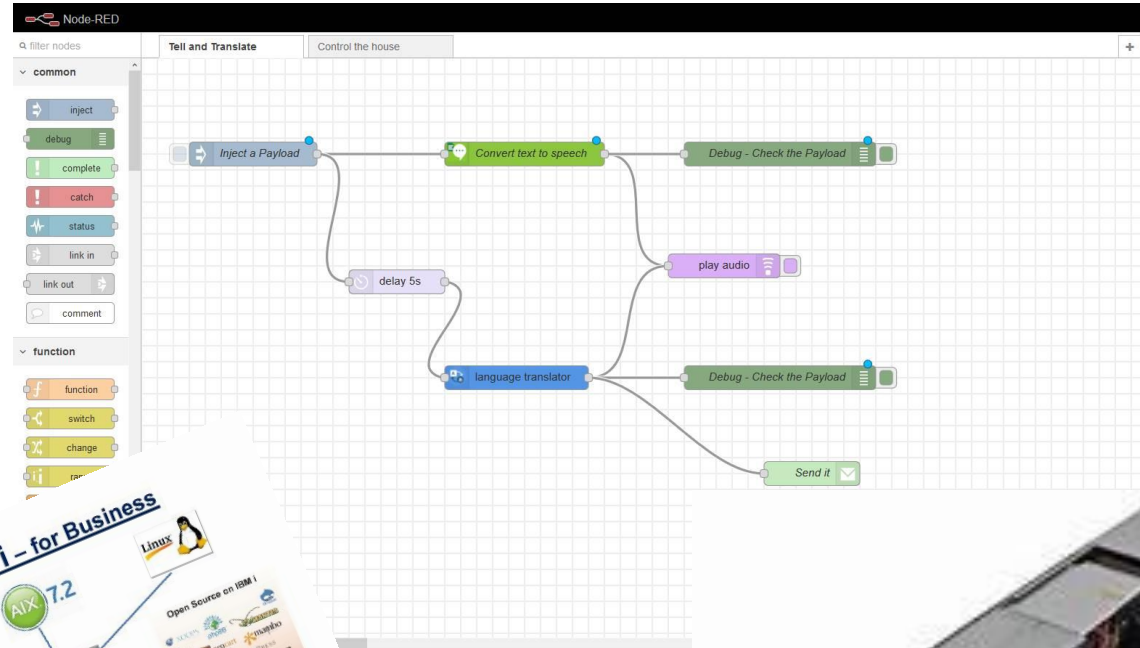 Node-RED
filter nodes
Tell and Translate
Control the house
+
common
inject
debug
complete
catch
status
link in
link out
comment
function
function
switch
change
Inject a Payload
Convert text to speech
Debug - Check the Payload
delay 5s
play audio
language translator
Debug - Check the Payload
Send it
i – for Business
Linux
AIX 7.2
Open Source on IBM i
mambo